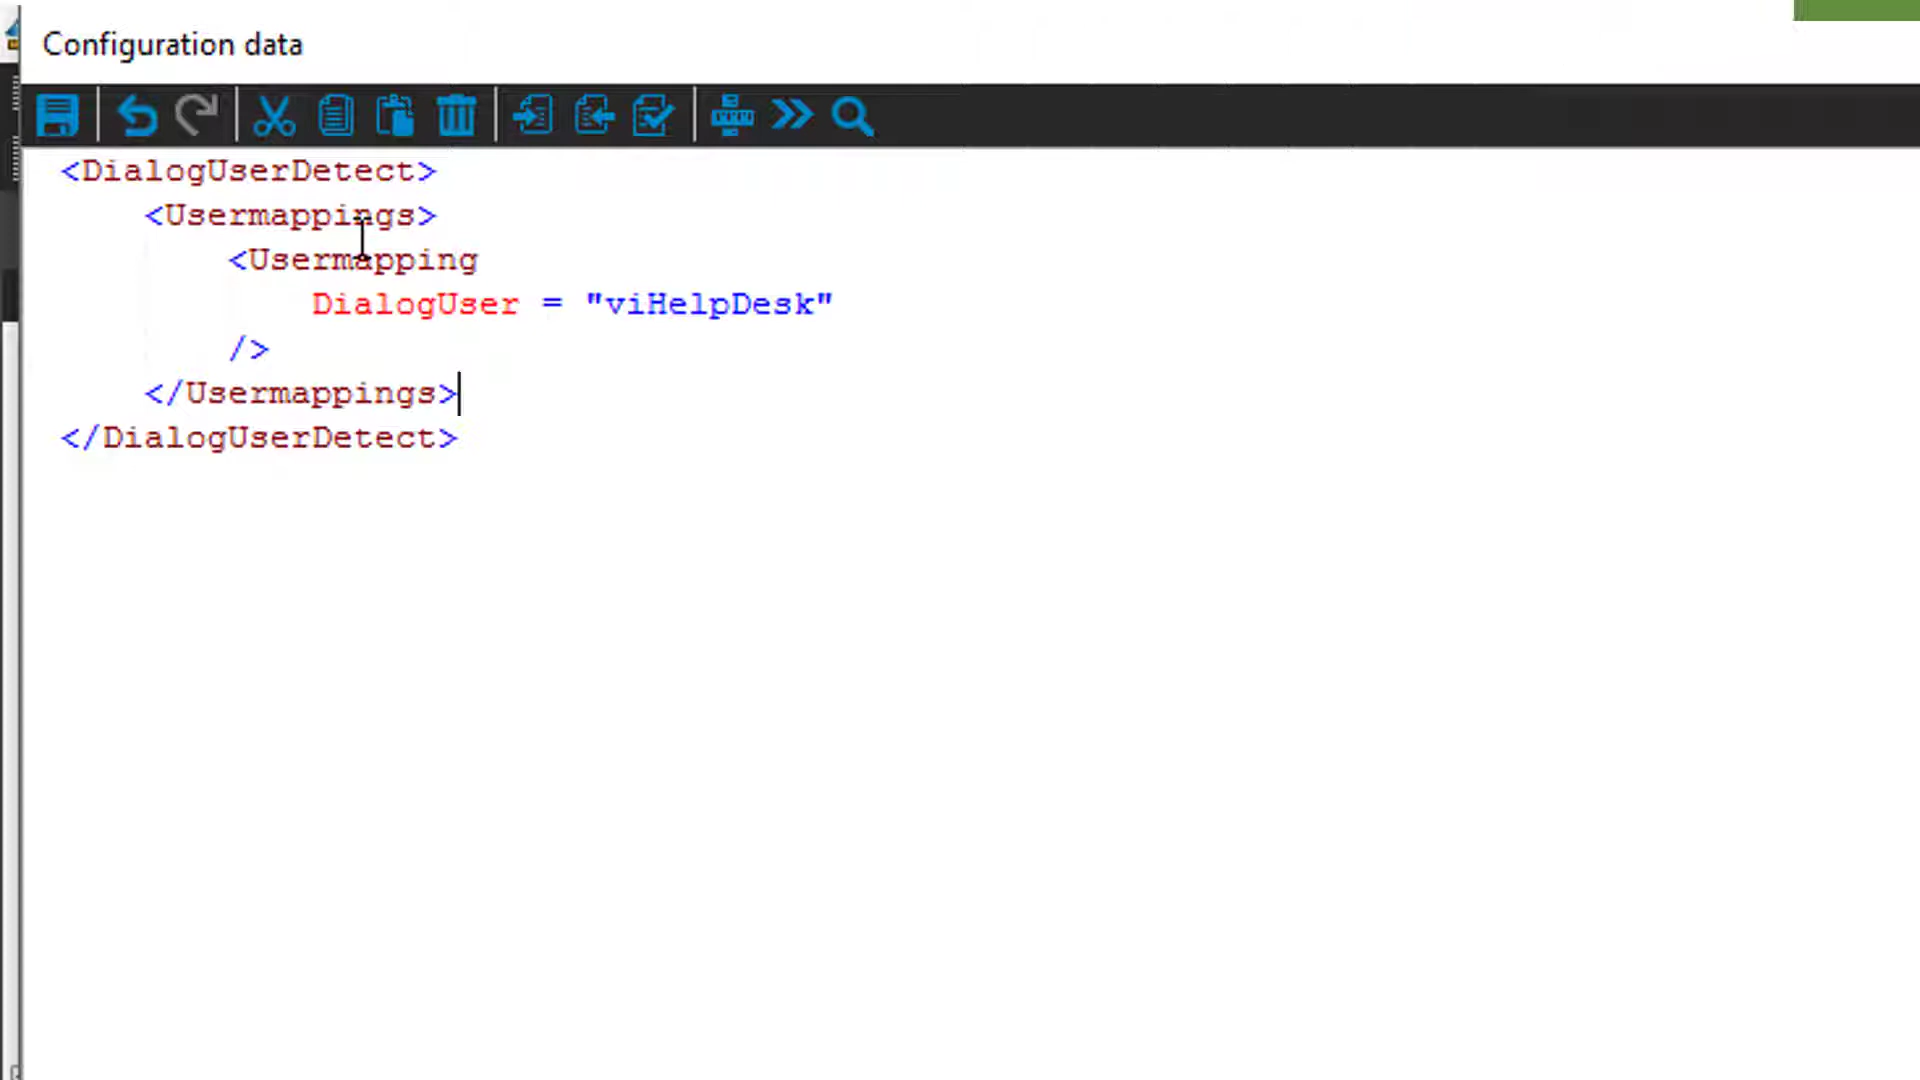 Configuration data
<DialogUserDetect>
<Usermappings>
<Usermapping
DialogUser = "viHelpDesk"
/>
</Usermappings>
</DialogUserDetect>